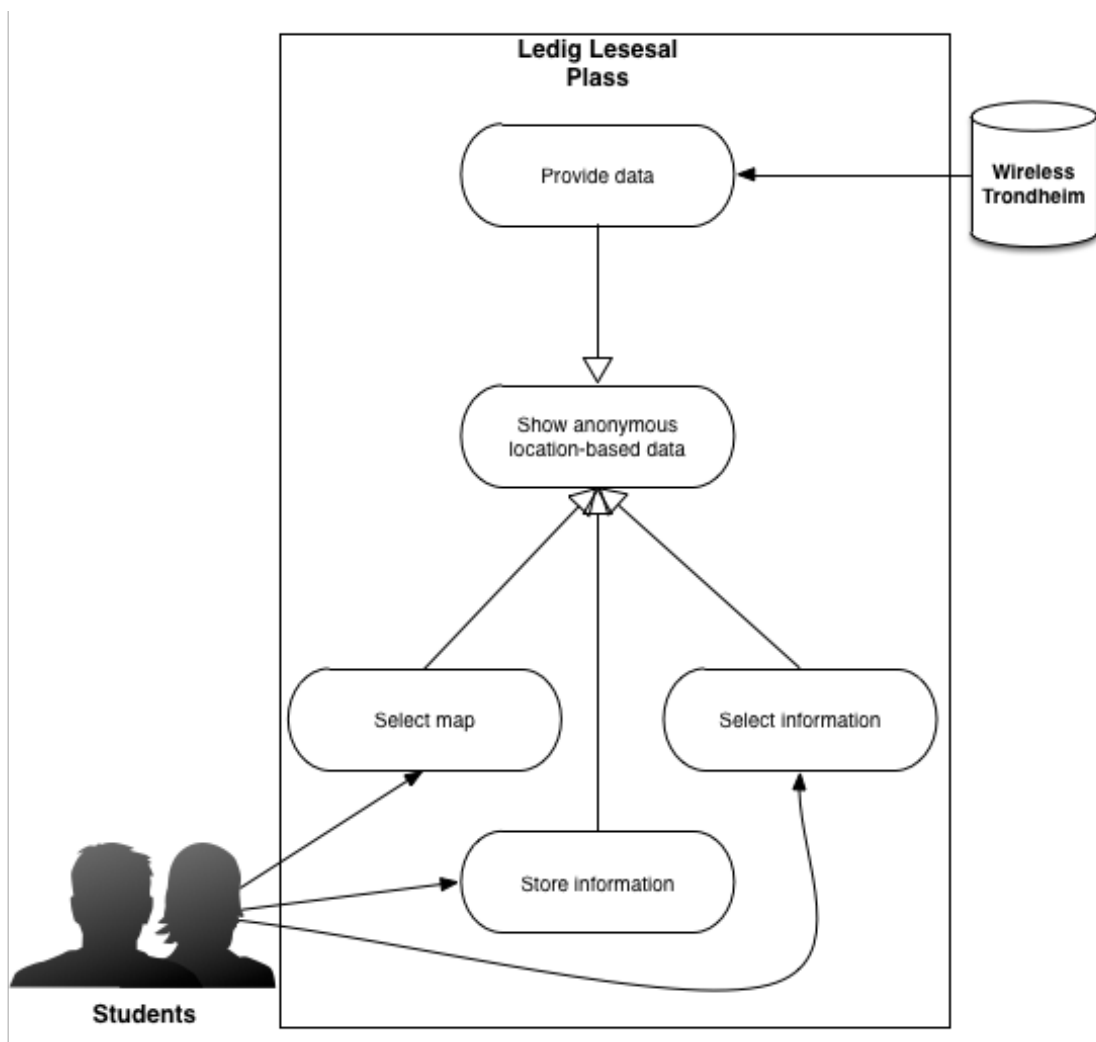 Ledig Lesesal
Plass
Provide data
Wireless
Trondheim
Show anonymous
location-based data
Select map
Select information
Store information
Students